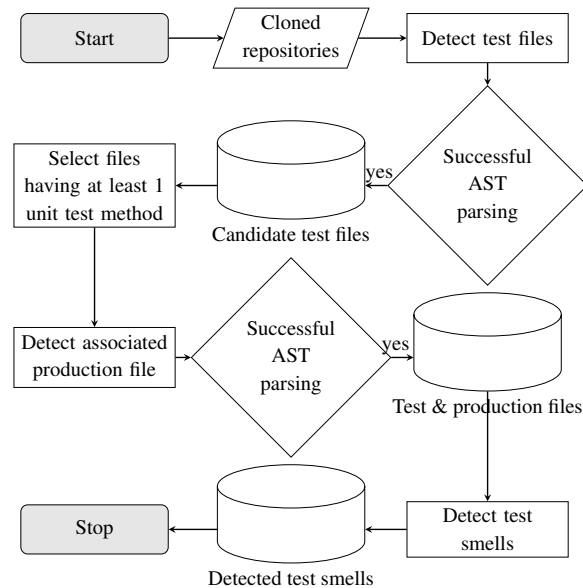 Start
Cloned
repositories
Detect test files
Successful
AST
parsing
yes
Candidate test files
Select files
having at least 1
unit test method
Detect associated
production file
Successful
AST
parsing
yes
Test & production files
Detect test
smells
Detected test smells
Stop